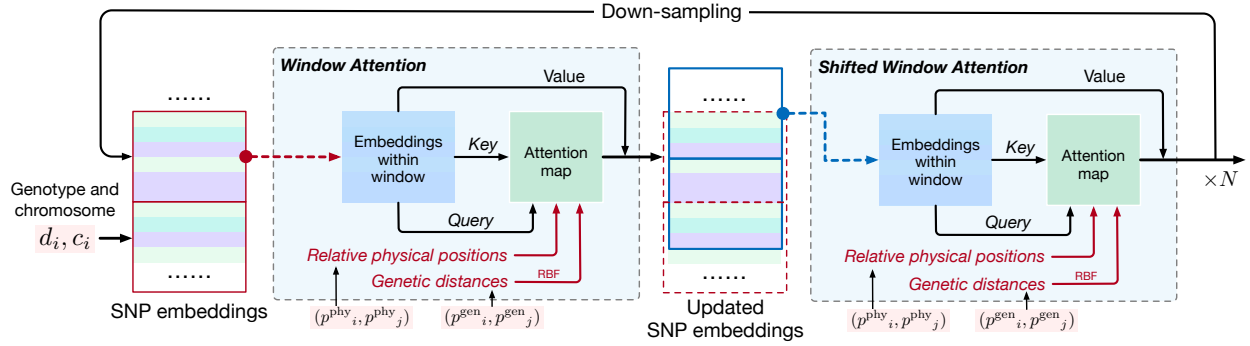 Down-sampling
Window Attention
Value
......
Embeddings
within
window
Key
Attention
map
Query
Genotype and
chromosome
d_i, c_i
......
SNP embeddings
Relative physical positions
Genetic distances
RBF
(p^phy_i, p^phy_j)
(p^gen_i, p^gen_j)
......
......
Updated
SNP embeddings
Shifted Window Attention
Value
Embeddings
within
window
Key
Attention
map
Query
×N
Relative physical positions
Genetic distances
RBF
(p^phy_i, p^phy_j)
(p^gen_i, p^gen_j)